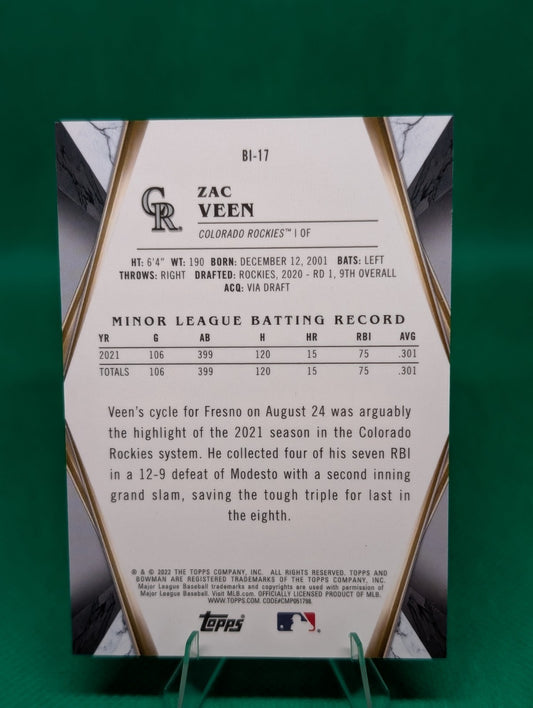 BI-17
CR
ZAC
VEEN
COLORADO ROCKIES™ | OF
HT: 6'4" WT: 190 BORN: DECEMBER 12, 2001 BATS: LEFT
THROWS: RIGHT DRAFTED: ROCKIES, 2020 - RD 1, 9TH OVERALL
ACQ: VIA DRAFT
MINOR LEAGUE BATTING RECORD
YR G AB H HR RBI AVG
2021 106 399 120 15 75 .301
TOTALS 106 399 120 15 75 .301
Veen's cycle for Fresno on August 24 was arguably
the highlight of the 2021 season in the Colorado
Rockies system. He collected four of his seven RBI
in a 12-9 defeat of Modesto with a second inning
grand slam, saving the tough triple for last in
the eighth.
® & © 2022 THE TOPPS COMPANY, INC. ALL RIGHTS RESERVED. TOPPS AND
BOWMAN ARE REGISTERED TRADEMARKS OF THE TOPPS COMPANY, INC.
Major League Baseball trademarks and copyrights are used with permission of
Major League Baseball. Visit MLB.com. OFFICIALLY LICENSED PRODUCT OF MLB.
WWW.TOPPS.COM CODE#CMP051798
Topps®